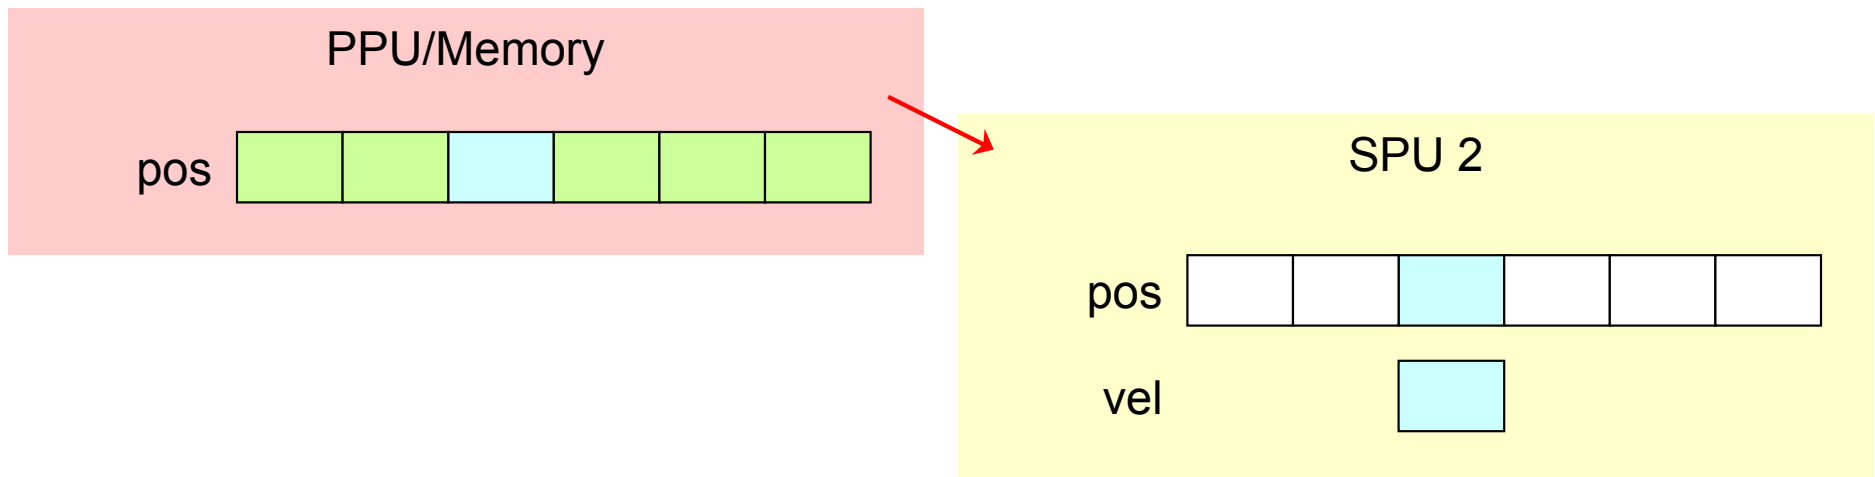 PPU/Memory
pos
SPU 2
pos
vel